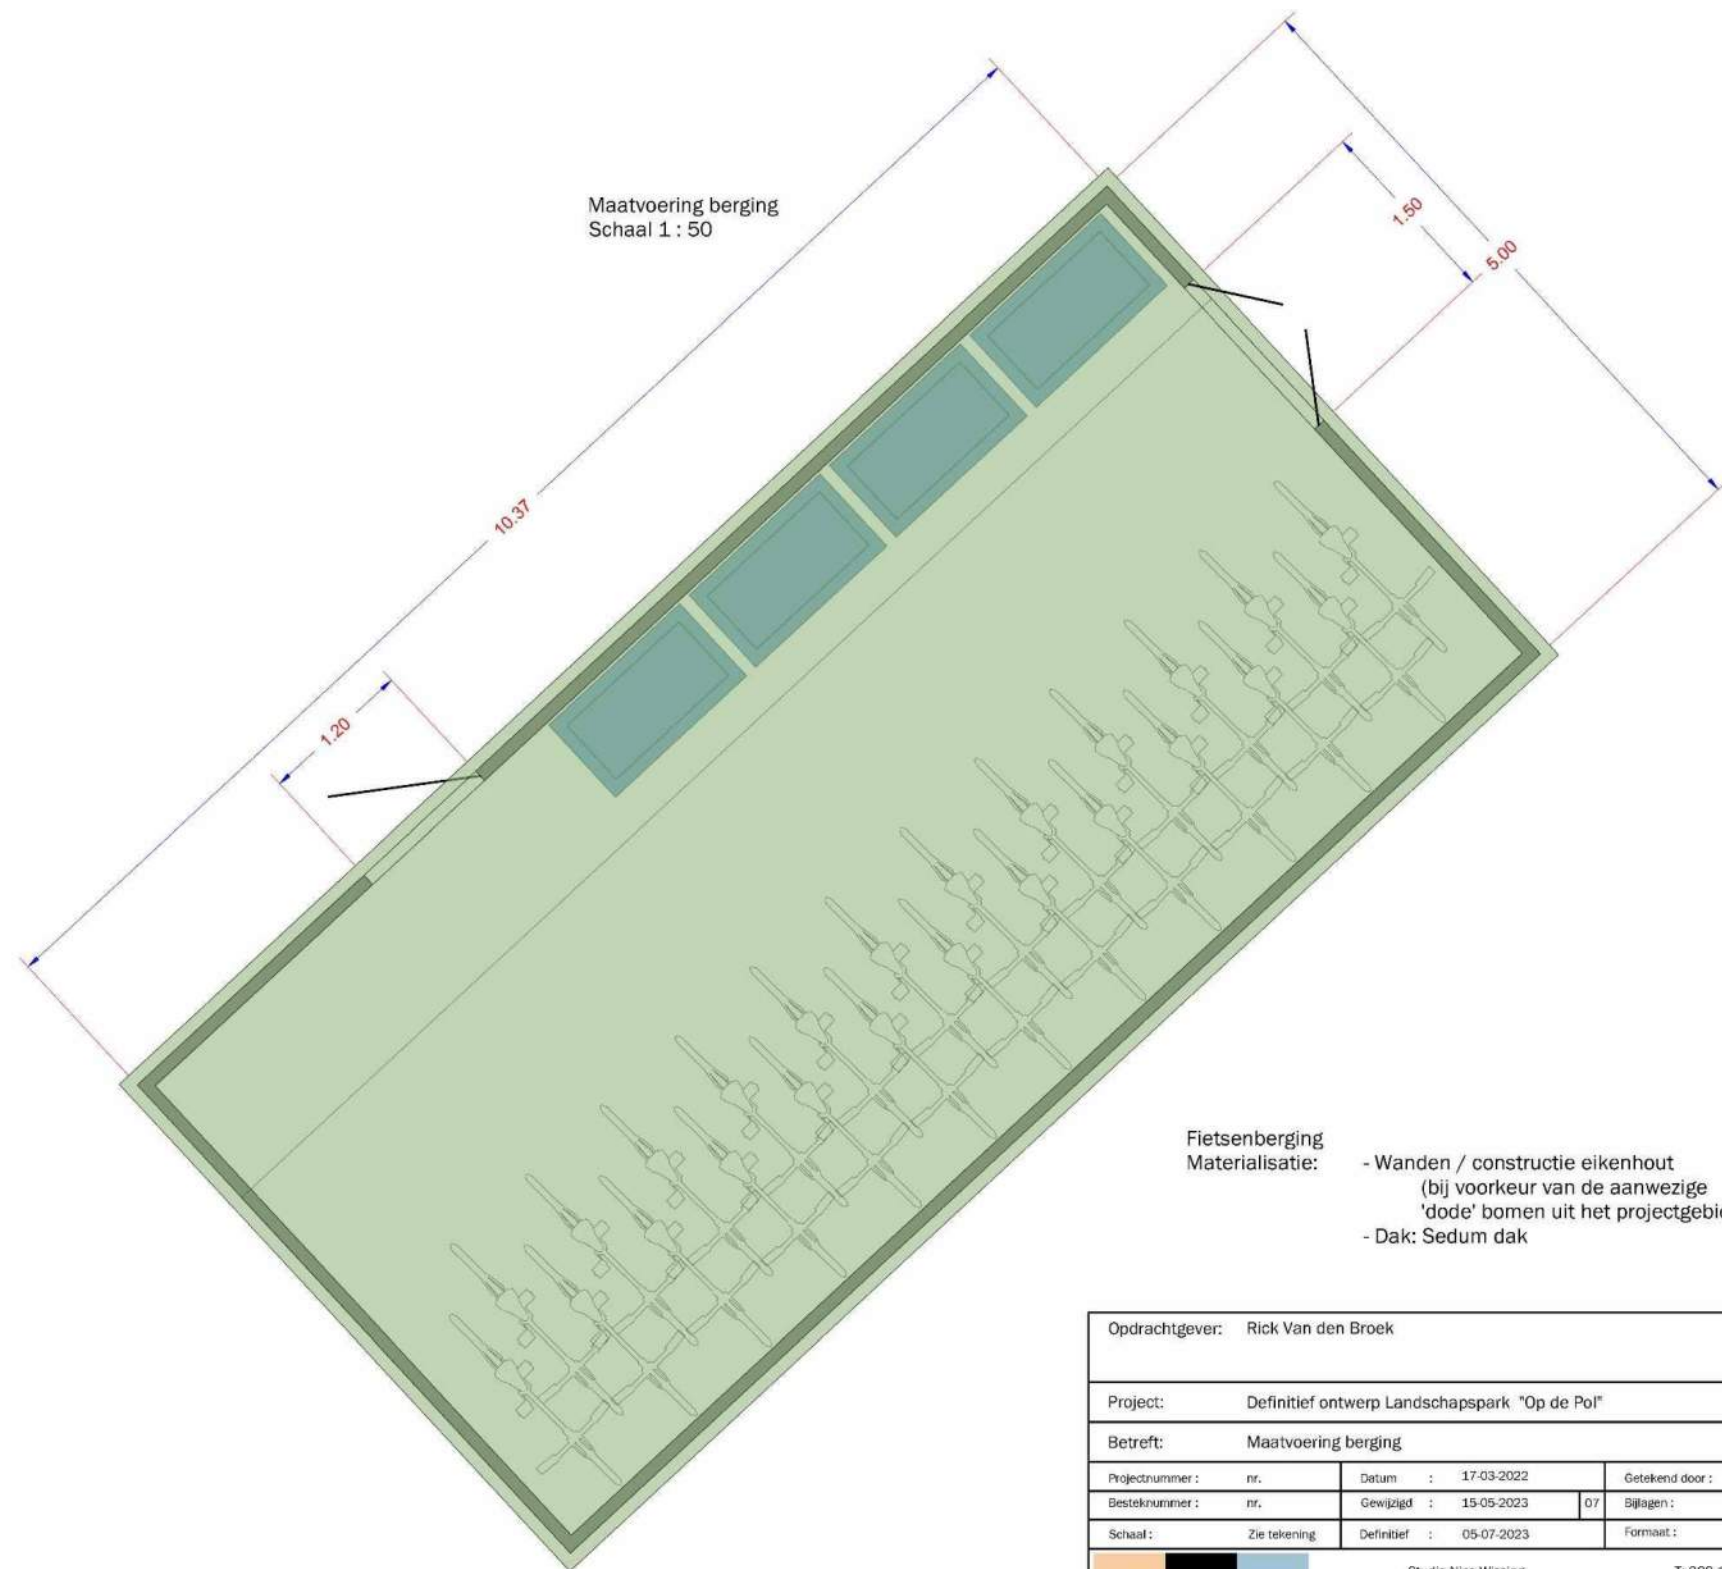 Maatvoering berging
Schaal 1 : 50
1.50
5.00
10.37
1.20
Fietsenberging
Materialisatie: - Wanden / constructie eikenhout
(bij voorkeur van de aanwezige
'dode' bomen uit het projectgebie
- Dak: Sedum dak
Opdrachtgever: Rick Van den Broek
Project: Definitief ontwerp Landschapspark "Op de Pol"
Betreft: Maatvoering berging
Projectnummer : nr. Datum : 17-03-2022 Getekend door :
Besteknummer : nr. Gewijzigd : 15-05-2023 07 Bijlagen :
Schaal : Zie tekening Definitief : 05-07-2023 Formaat :